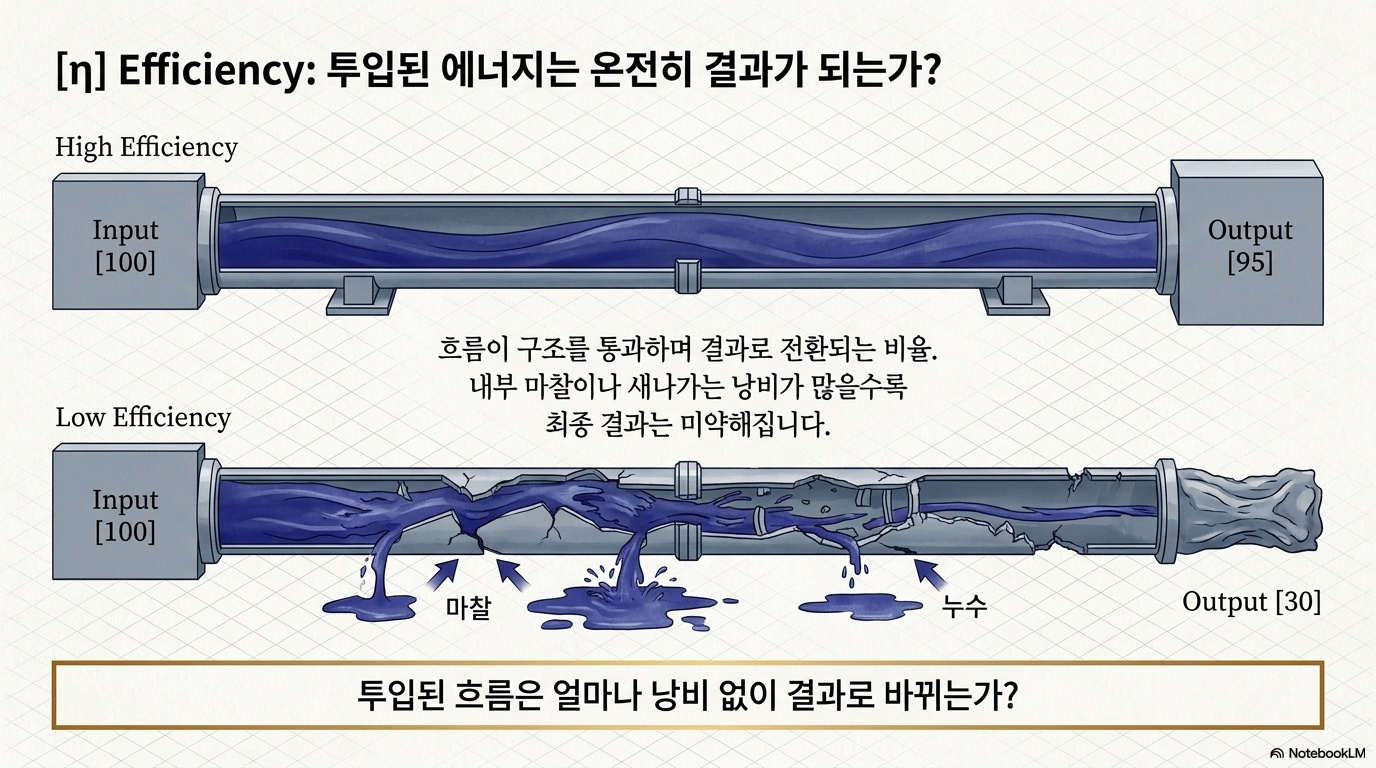 [η] Efficiency: 투입된 에너지는 온전히 결과가 되는가?
High Efficiency
Input
[100]
Output
[95]
흐름이 구조를 통과하며 결과로 전환되는 비율.
내부 마찰이나 새나가는 낭비가 많을수록
최종 결과는 미약해집니다.
Low Efficiency
Input
[100]
마찰
누수
Output [30]
투입된 흐름은 얼마나 낭비 없이 결과로 바뀌는가?
NotebookLM